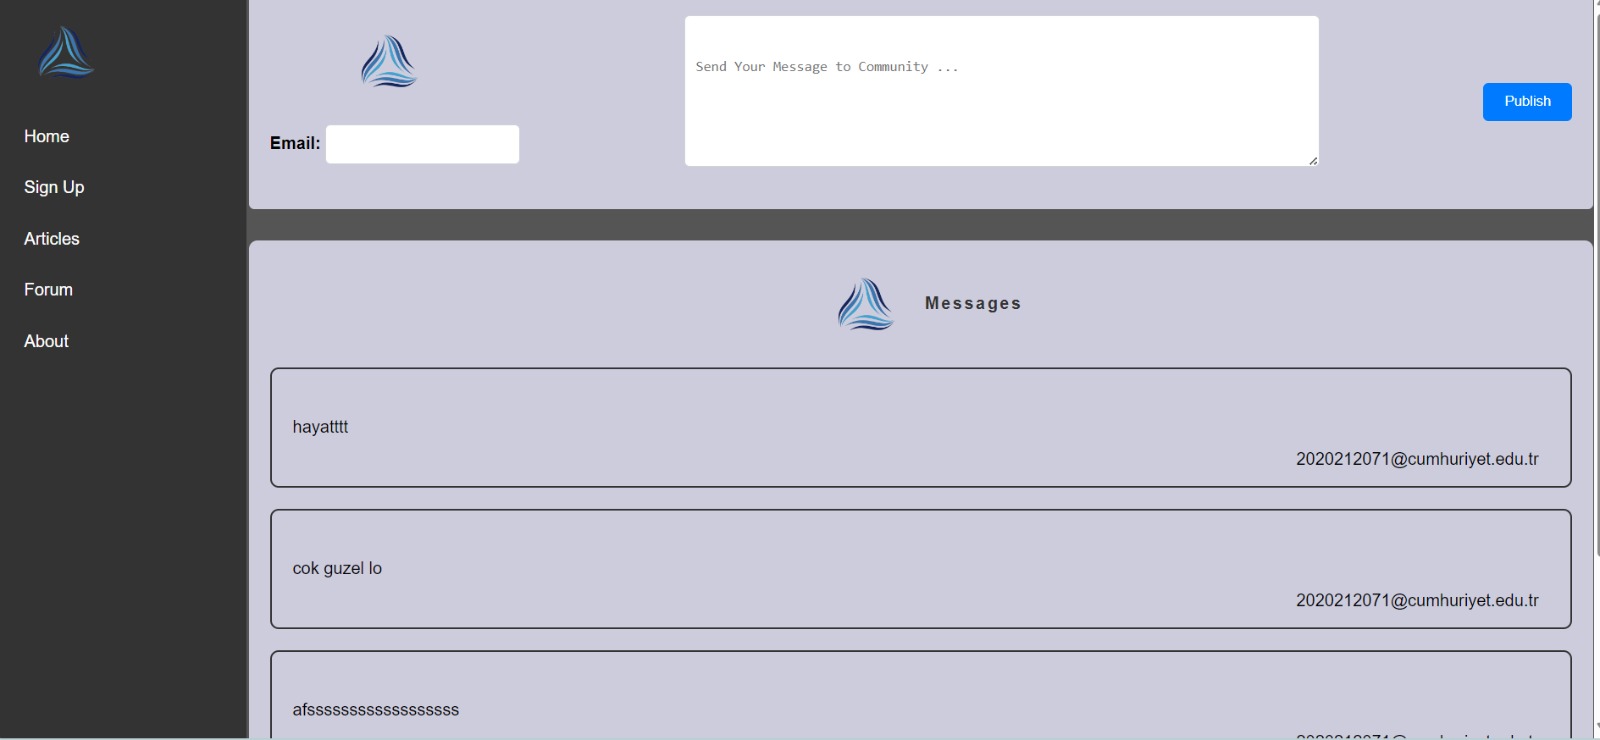 Home
Sign Up
Articles
Forum
About
Send Your Message to Community ...
Email:
Publish
Messages
hayatttt
2020212071@cumhuriyet.edu.tr
cok guzel lo
2020212071@cumhuriyet.edu.tr
afssssssssssssssssss